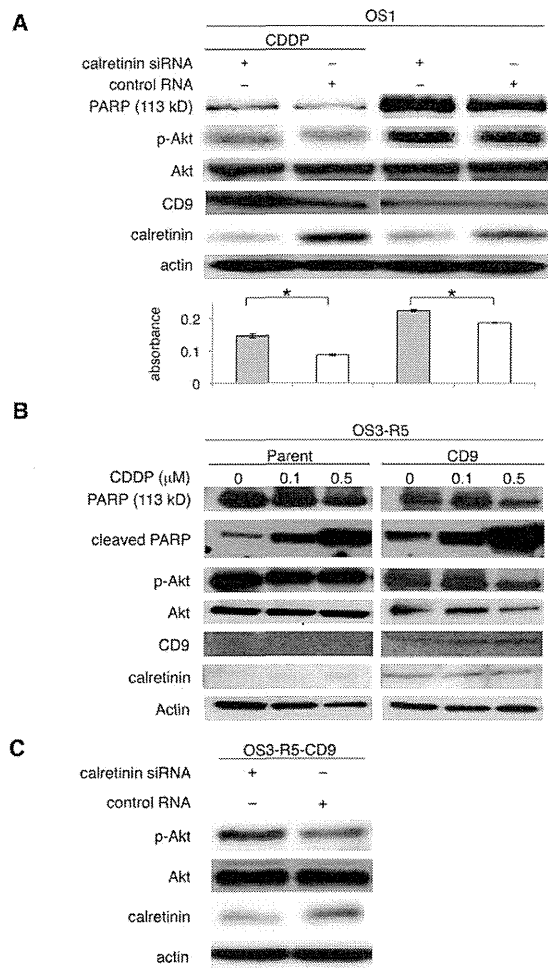 A
OS1
CDDP
calretinin siRNA + – + –
control RNA – + – +
PARP (113 kD)
p-Akt
Akt
CD9
calretinin
actin
* *
absorbance
0.2
0.1
0
B
OS3-R5
Parent CD9
CDDP (µM) 0 0.1 0.5 0 0.1 0.5
PARP (113 kD)
cleaved PARP
p-Akt
Akt
CD9
calretinin
Actin
C
OS3-R5-CD9
calretinin siRNA + –
control RNA – +
p-Akt
Akt
calretinin
actin